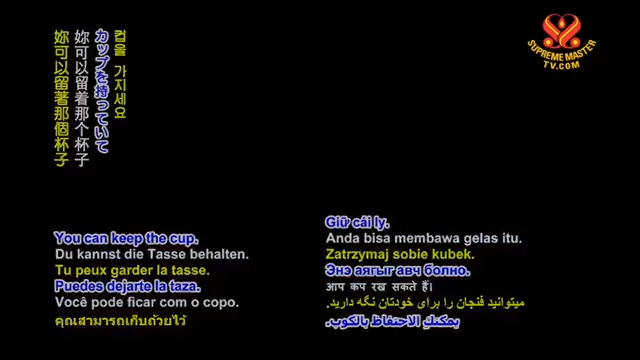 컵을 가지세요
カップを持っていて
妳可以留着那个杯子
妳可以留著那個杯子
SUPREME MASTER
TV.COM
You can keep the cup.
Du kannst die Tasse behalten.
Tu peux garder la tasse.
Puedes dejarte la taza.
Você pode ficar com o copo.
คุณสามารถเก็บถ้วยไว้
Giữ cái ly.
Anda bisa membawa gelas itu.
Zatrzymaj sobie kubek.
Энэ аягыг авч болно.
आप कप रख सकते हैं।
میتوانید فنجان را برای خودتان نگه دارید.
يمكنكِ الاحتفاظ بالكوب.